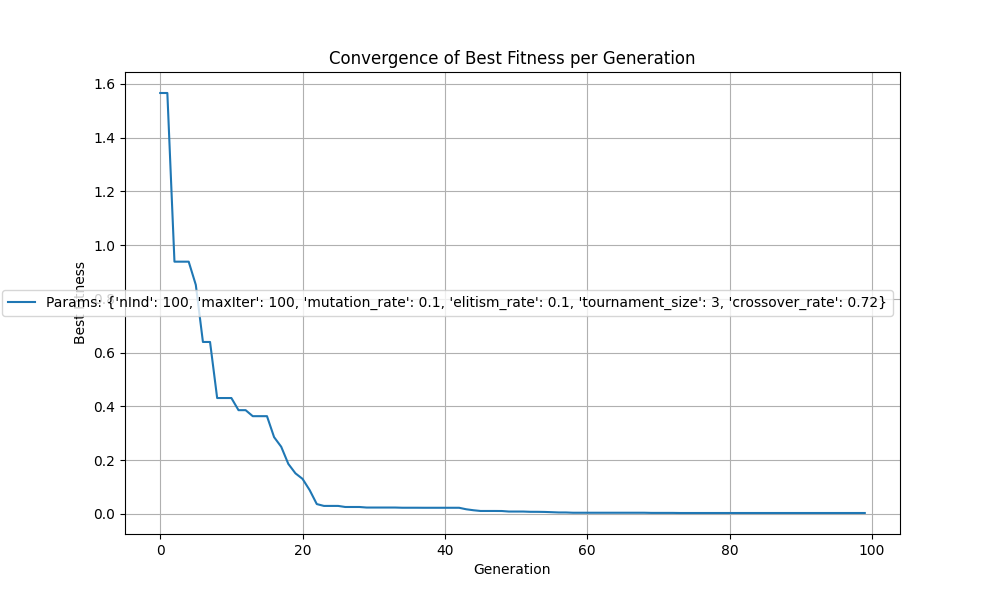 Convergence of Best Fitness per Generation
1.6
1.4
1.2
1.0
Params: {'nInd': 100, 'maxIter': 100, 'mutation_rate': 0.1, 'elitism_rate': 0.1, 'tournament_size': 3, 'crossover_rate': 0.72}
0.6
0.4
0.2
0.0
0 20 40 60 80 100
Generation
Best